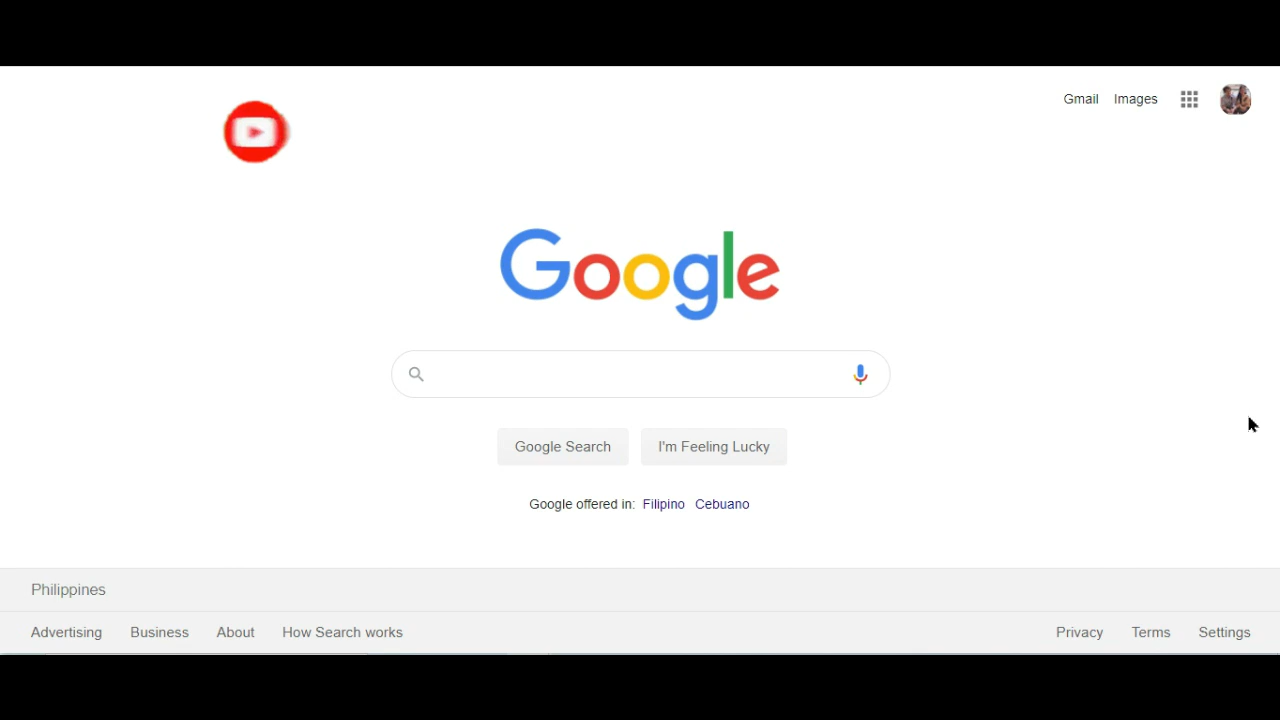 Gmail Images
Google
Google Search I'm Feeling Lucky
Google offered in: Filipino Cebuano
Philippines
Advertising Business About How Search works Privacy Terms Settings